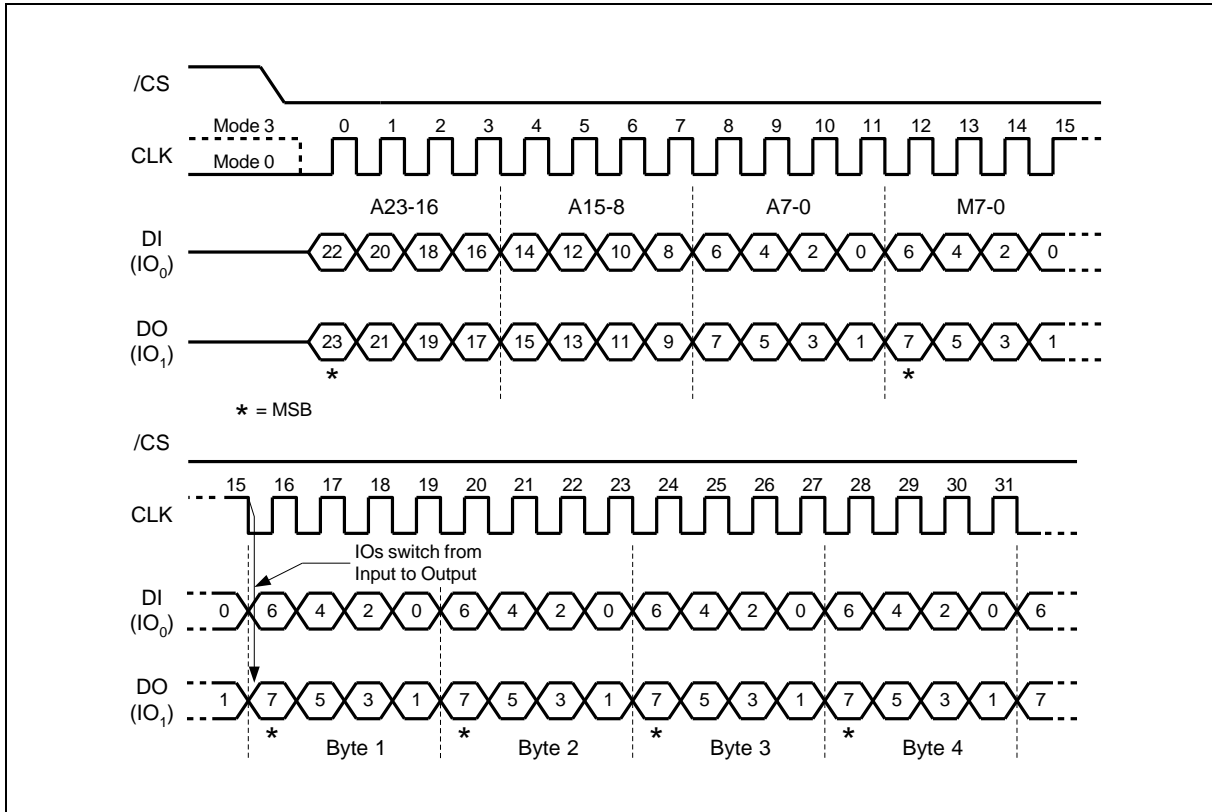 /CS
Mode 3 0 1 2 3 4 5 6 7 8 9 10 11 12 13 14 15
CLK
Mode 0
A23-16 A15-8 A7-0 M7-0
DI
(IO0)
22 20 18 16 14 12 10 8 6 4 2 0 6 4 2 0
DO
(IO1)
23 21 19 17 15 13 11 9 7 5 3 1 7 5 3 1
* *
* = MSB
/CS
15 16 17 18 19 20 21 22 23 24 25 26 27 28 29 30 31
CLK
IOs switch from
Input to Output
DI
(IO0)
0 6 4 2 0 6 4 2 0 6 4 2 0 6 4 2 0 6
DO
(IO1)
1 7 5 3 1 7 5 3 1 7 5 3 1 7 5 3 1 7
* * * *
Byte 1 Byte 2 Byte 3 Byte 4